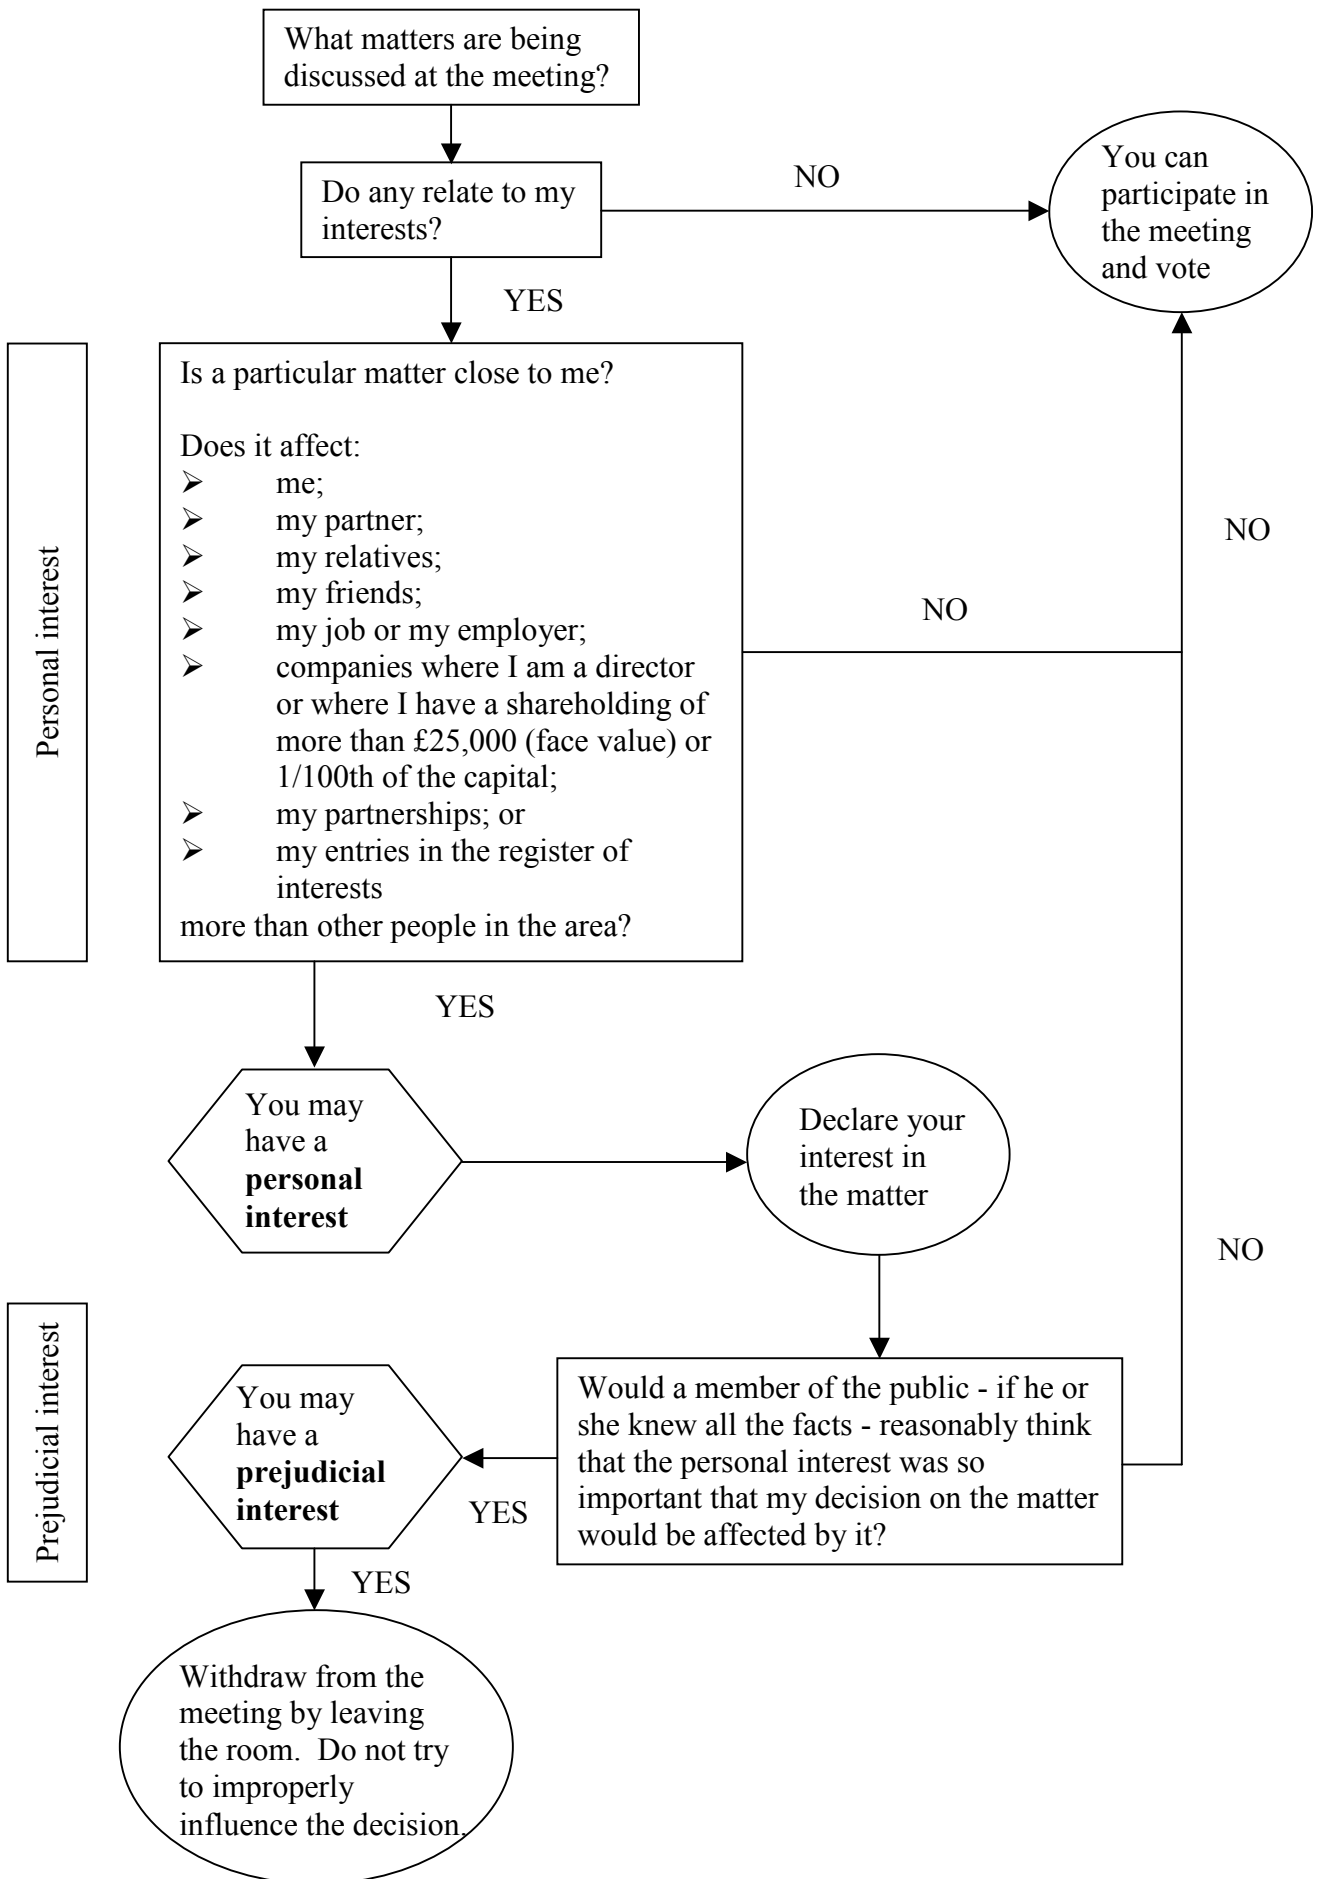 What matters are being
discussed at the meeting?
Do any relate to my
interests?
NO
You can
participate in
the meeting
and vote
YES
Personal interest
Is a particular matter close to me?
Does it affect:
➢ me;
➢ my partner;
➢ my relatives;
➢ my friends;
➢ my job or my employer;
➢ companies where I am a director
or where I have a shareholding of
more than £25,000 (face value) or
1/100th of the capital;
➢ my partnerships; or
➢ my entries in the register of
interests
more than other people in the area?
NO
NO
YES
You may
have a
personal
interest
Declare your
interest in
the matter
NO
Prejudicial interest
You may
have a
prejudicial
interest
YES
Would a member of the public - if he or
she knew all the facts - reasonably think
that the personal interest was so
important that my decision on the matter
would be affected by it?
YES
Withdraw from the
meeting by leaving
the room.  Do not try
to improperly
influence the decision.